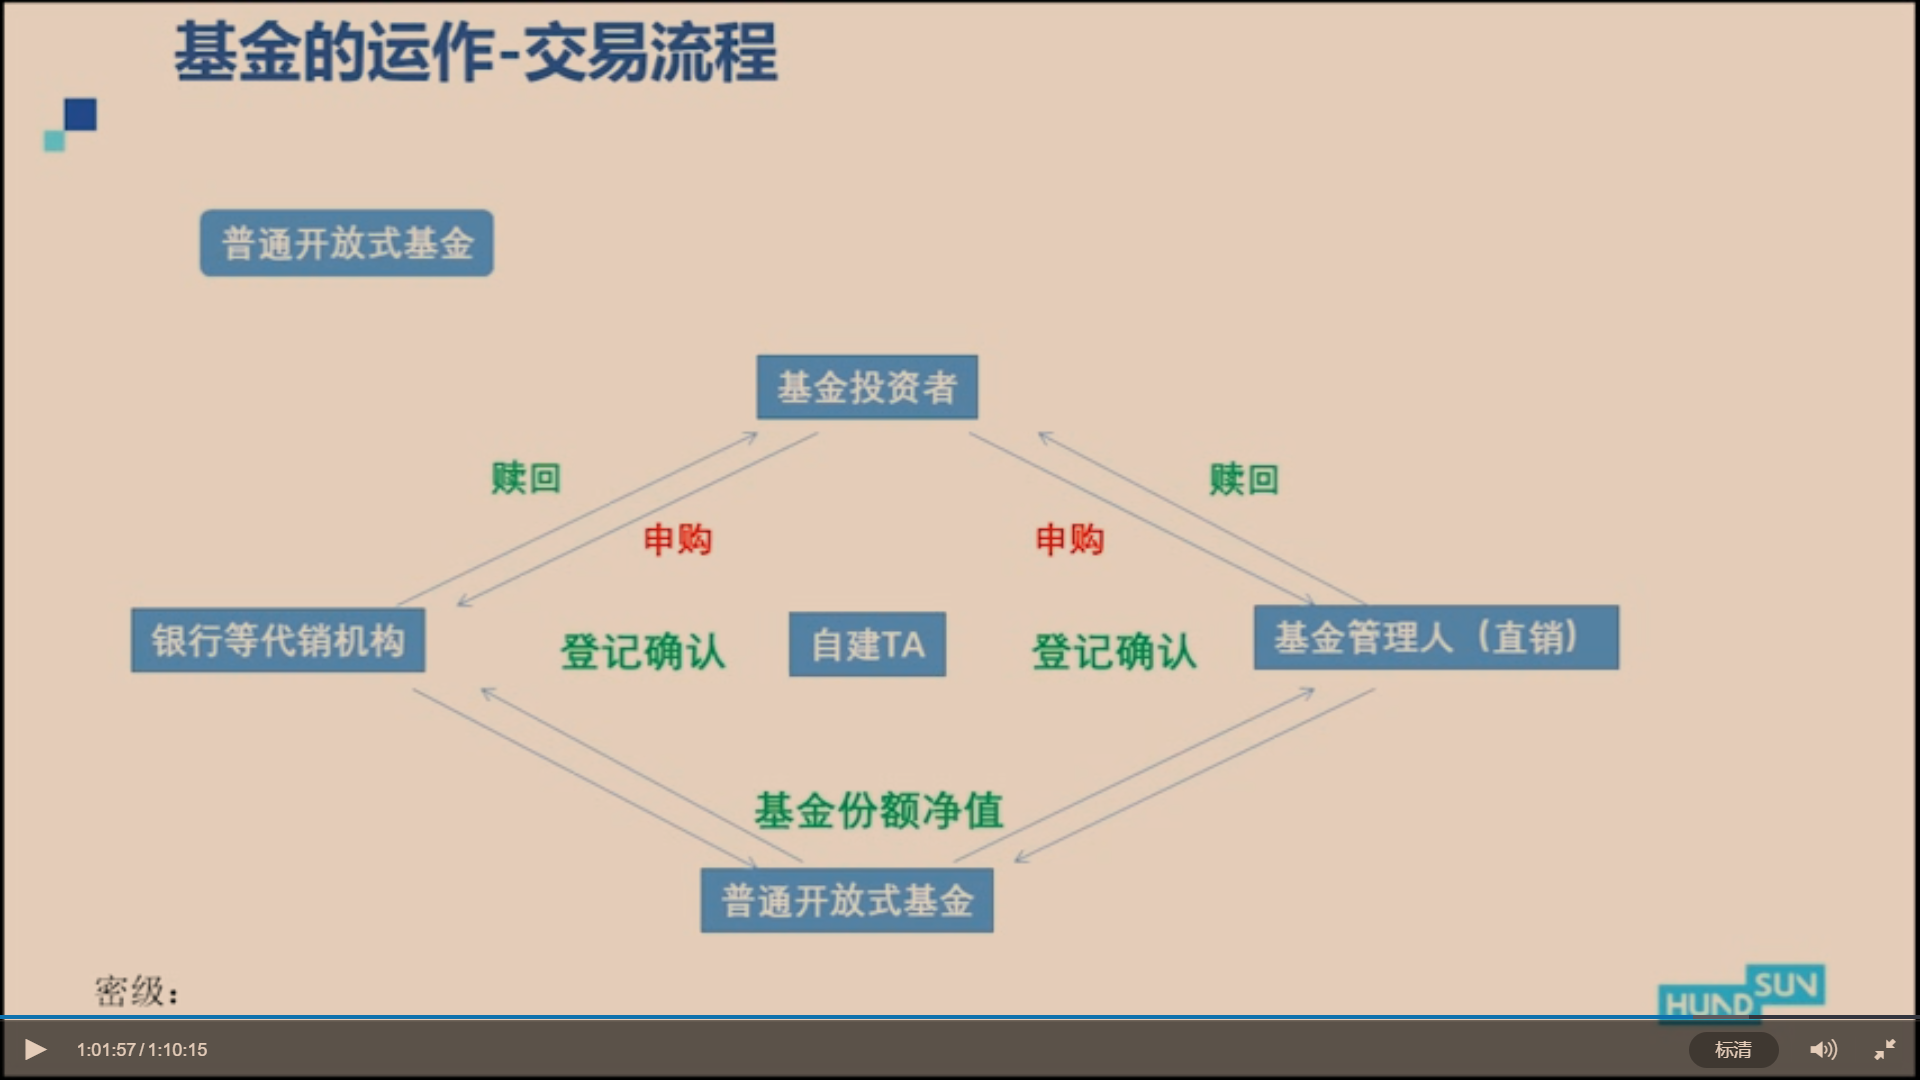 基金的运作-交易流程
普通开放式基金
基金投资者
赎回
赎回
申购
申购
银行等代销机构
登记确认
自建TA
登记确认
基金管理人（直销）
基金份额净值
普通开放式基金
密级：
HUNDSUN
1:01:57/1:10:15
标清